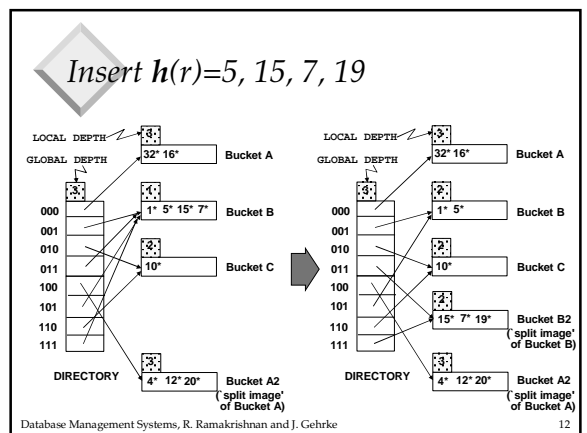 Insert h(r)=5, 15, 7, 19
LOCAL DEPTH
GLOBAL DEPTH
3
000
001
010
011
100
101
110
111
DIRECTORY
3
32* 16*
Bucket A
1
1* 5* 15* 7*
Bucket B
2
10*
Bucket C
3
4* 12* 20*
Bucket A2
(`split image'
of Bucket A)
LOCAL DEPTH
GLOBAL DEPTH
3
000
001
010
011
100
101
110
111
DIRECTORY
3
32* 16*
Bucket A
2
1* 5*
Bucket B
2
10*
Bucket C
2
15* 7* 19*
Bucket B2
(`split image'
of Bucket B)
3
4* 12* 20*
Bucket A2
(`split image'
of Bucket A)
Database Management Systems, R. Ramakrishnan and J. Gehrke
12